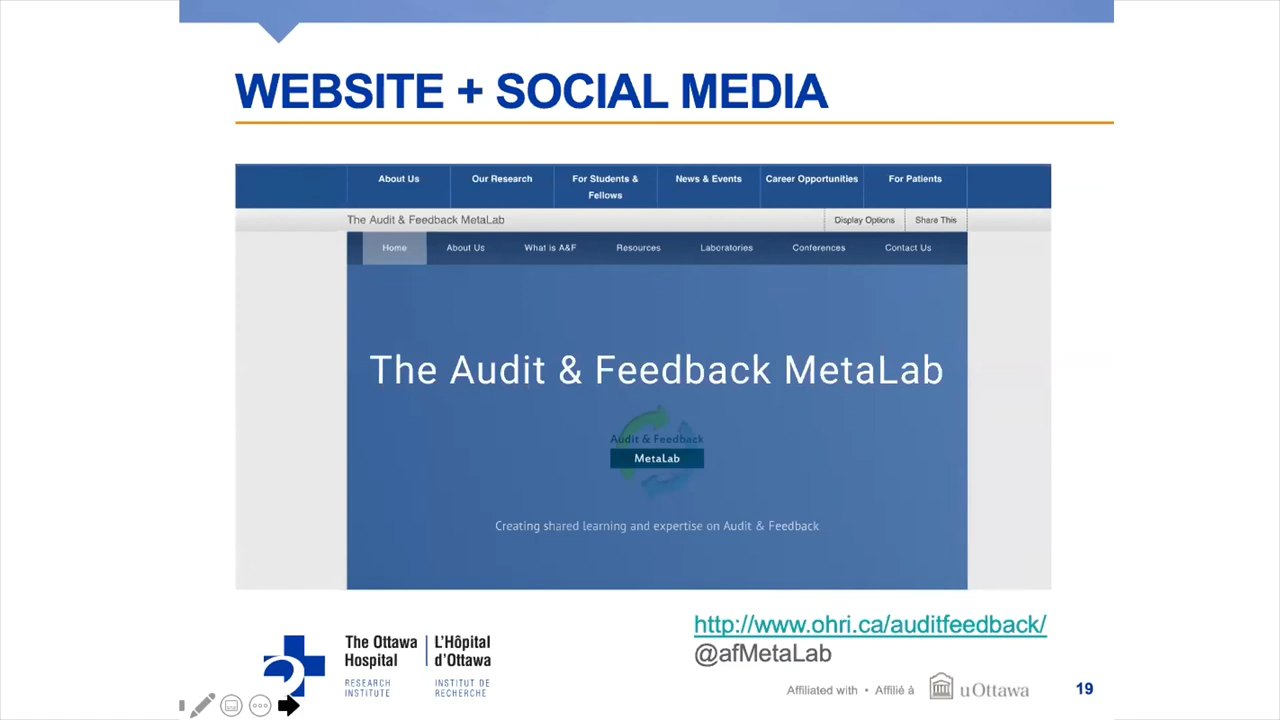 WEBSITE + SOCIAL MEDIA
About Us
Our Research
For Students &
Fellows
News & Events
Career Opportunities
For Patients
The Audit & Feedback MetaLab
Display Options
Share This
Home
About Us
What is A&F
Resources
Laboratories
Conferences
Contact Us
The Audit & Feedback MetaLab
Audit & Feedback
MetaLab
Creating shared learning and expertise on Audit & Feedback
http://www.ohri.ca/auditfeedback/
@afMetaLab
The Ottawa
Hospital
RESEARCH
INSTITUTE
L'Hôpital
d'Ottawa
INSTITUT DE
RECHERCHE
Affiliated with • Affilié à
uOttawa
19